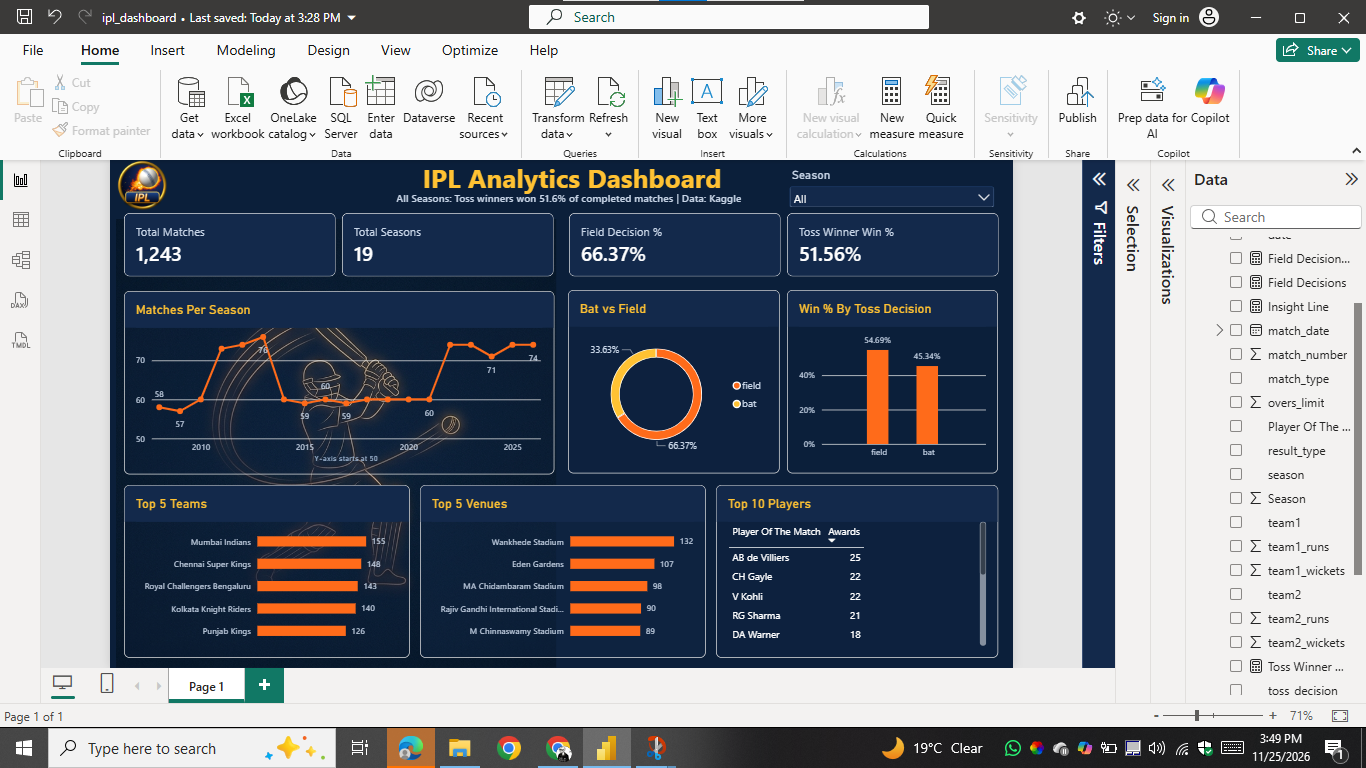 ipl_dashboard • Last saved: Today at 3:28 PM
Search
Sign in
File Home Insert Modeling Design View Optimize Help
Share
Paste
Cut
Copy
Format painter
Clipboard
Get data
Excel workbook
OneLake catalog
SQL Server
Enter data
Dataverse
Recent sources
Data
Transform data
Refresh
Queries
New visual
Text box
More visuals
Insert
New visual calculation
New measure
Quick measure
Calculations
Sensitivity
Sensitivity
Publish
Share
Prep data for AI
Copilot
Copilot
IPL
IPL Analytics Dashboard
All Seasons: Toss winners won 51.6% of completed matches | Data: Kaggle
Season
All
Total Matches
1,243
Total Seasons
19
Field Decision %
66.37%
Toss Winner Win %
51.56%
Matches Per Season
70
60
50
58
57
76
59
60
59
60
71
74
2010 2015 2020 2025
Y-axis starts at 50
Bat vs Field
33.63%
66.37%
field
bat
Win % By Toss Decision
54.69%
45.34%
40%
20%
0%
field bat
Top 5 Teams
Mumbai Indians 155
Chennai Super Kings 148
Royal Challengers Bengaluru 143
Kolkata Knight Riders 140
Punjab Kings 126
Top 5 Venues
Wankhede Stadium 132
Eden Gardens 107
MA Chidambaram Stadium 98
Rajiv Gandhi International Stadi... 90
M Chinnaswamy Stadium 89
Top 10 Players
Player Of The Match Awards
AB de Villiers 25
CH Gayle 22
V Kohli 22
RG Sharma 21
DA Warner 18
Filters
Selection
Visualizations
Data
Search
date
Field Decision...
Field Decisions
Insight Line
match_date
match_number
match_type
overs_limit
Player Of The ...
result_type
season
Season
team1
team1_runs
team1_wickets
team2
team2_runs
team2_wickets
Toss Winner ...
toss_decision
DAX
TMDL
Page 1
Page 1 of 1
71%
Type here to search
19°C Clear
3:49 PM
11/25/2026
1